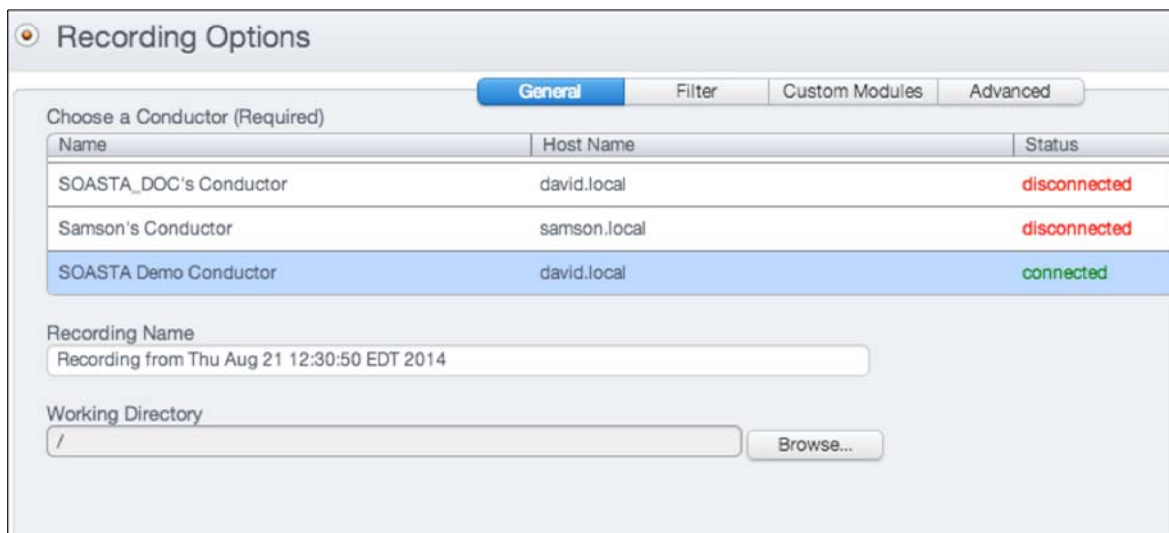 Recording Options
General Filter Custom Modules Advanced
Choose a Conductor (Required)
Name Host Name Status
SOASTA_DOC's Conductor david.local disconnected
Samson's Conductor samson.local disconnected
SOASTA Demo Conductor david.local connected
Recording Name
Recording from Thu Aug 21 12:30:50 EDT 2014
Working Directory
/ Browse...